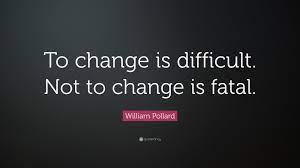 To change is difficult.
Not to change is fatal.
William Pollard